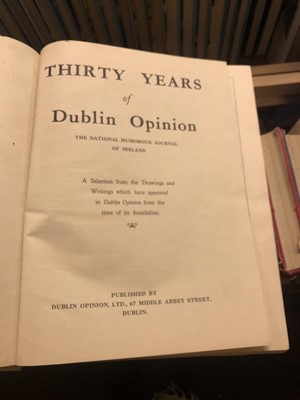 THIRTY YEARS
of
Dublin Opinion
THE NATIONAL HUMOROUS JOURNAL
OF IRELAND
A Selection from the Drawings and
Writings which have appeared
in Dublin Opinion from the
time of its foundation.
PUBLISHED BY
DUBLIN OPINION, LTD., 67 MIDDLE ABBEY STREET,
DUBLIN.